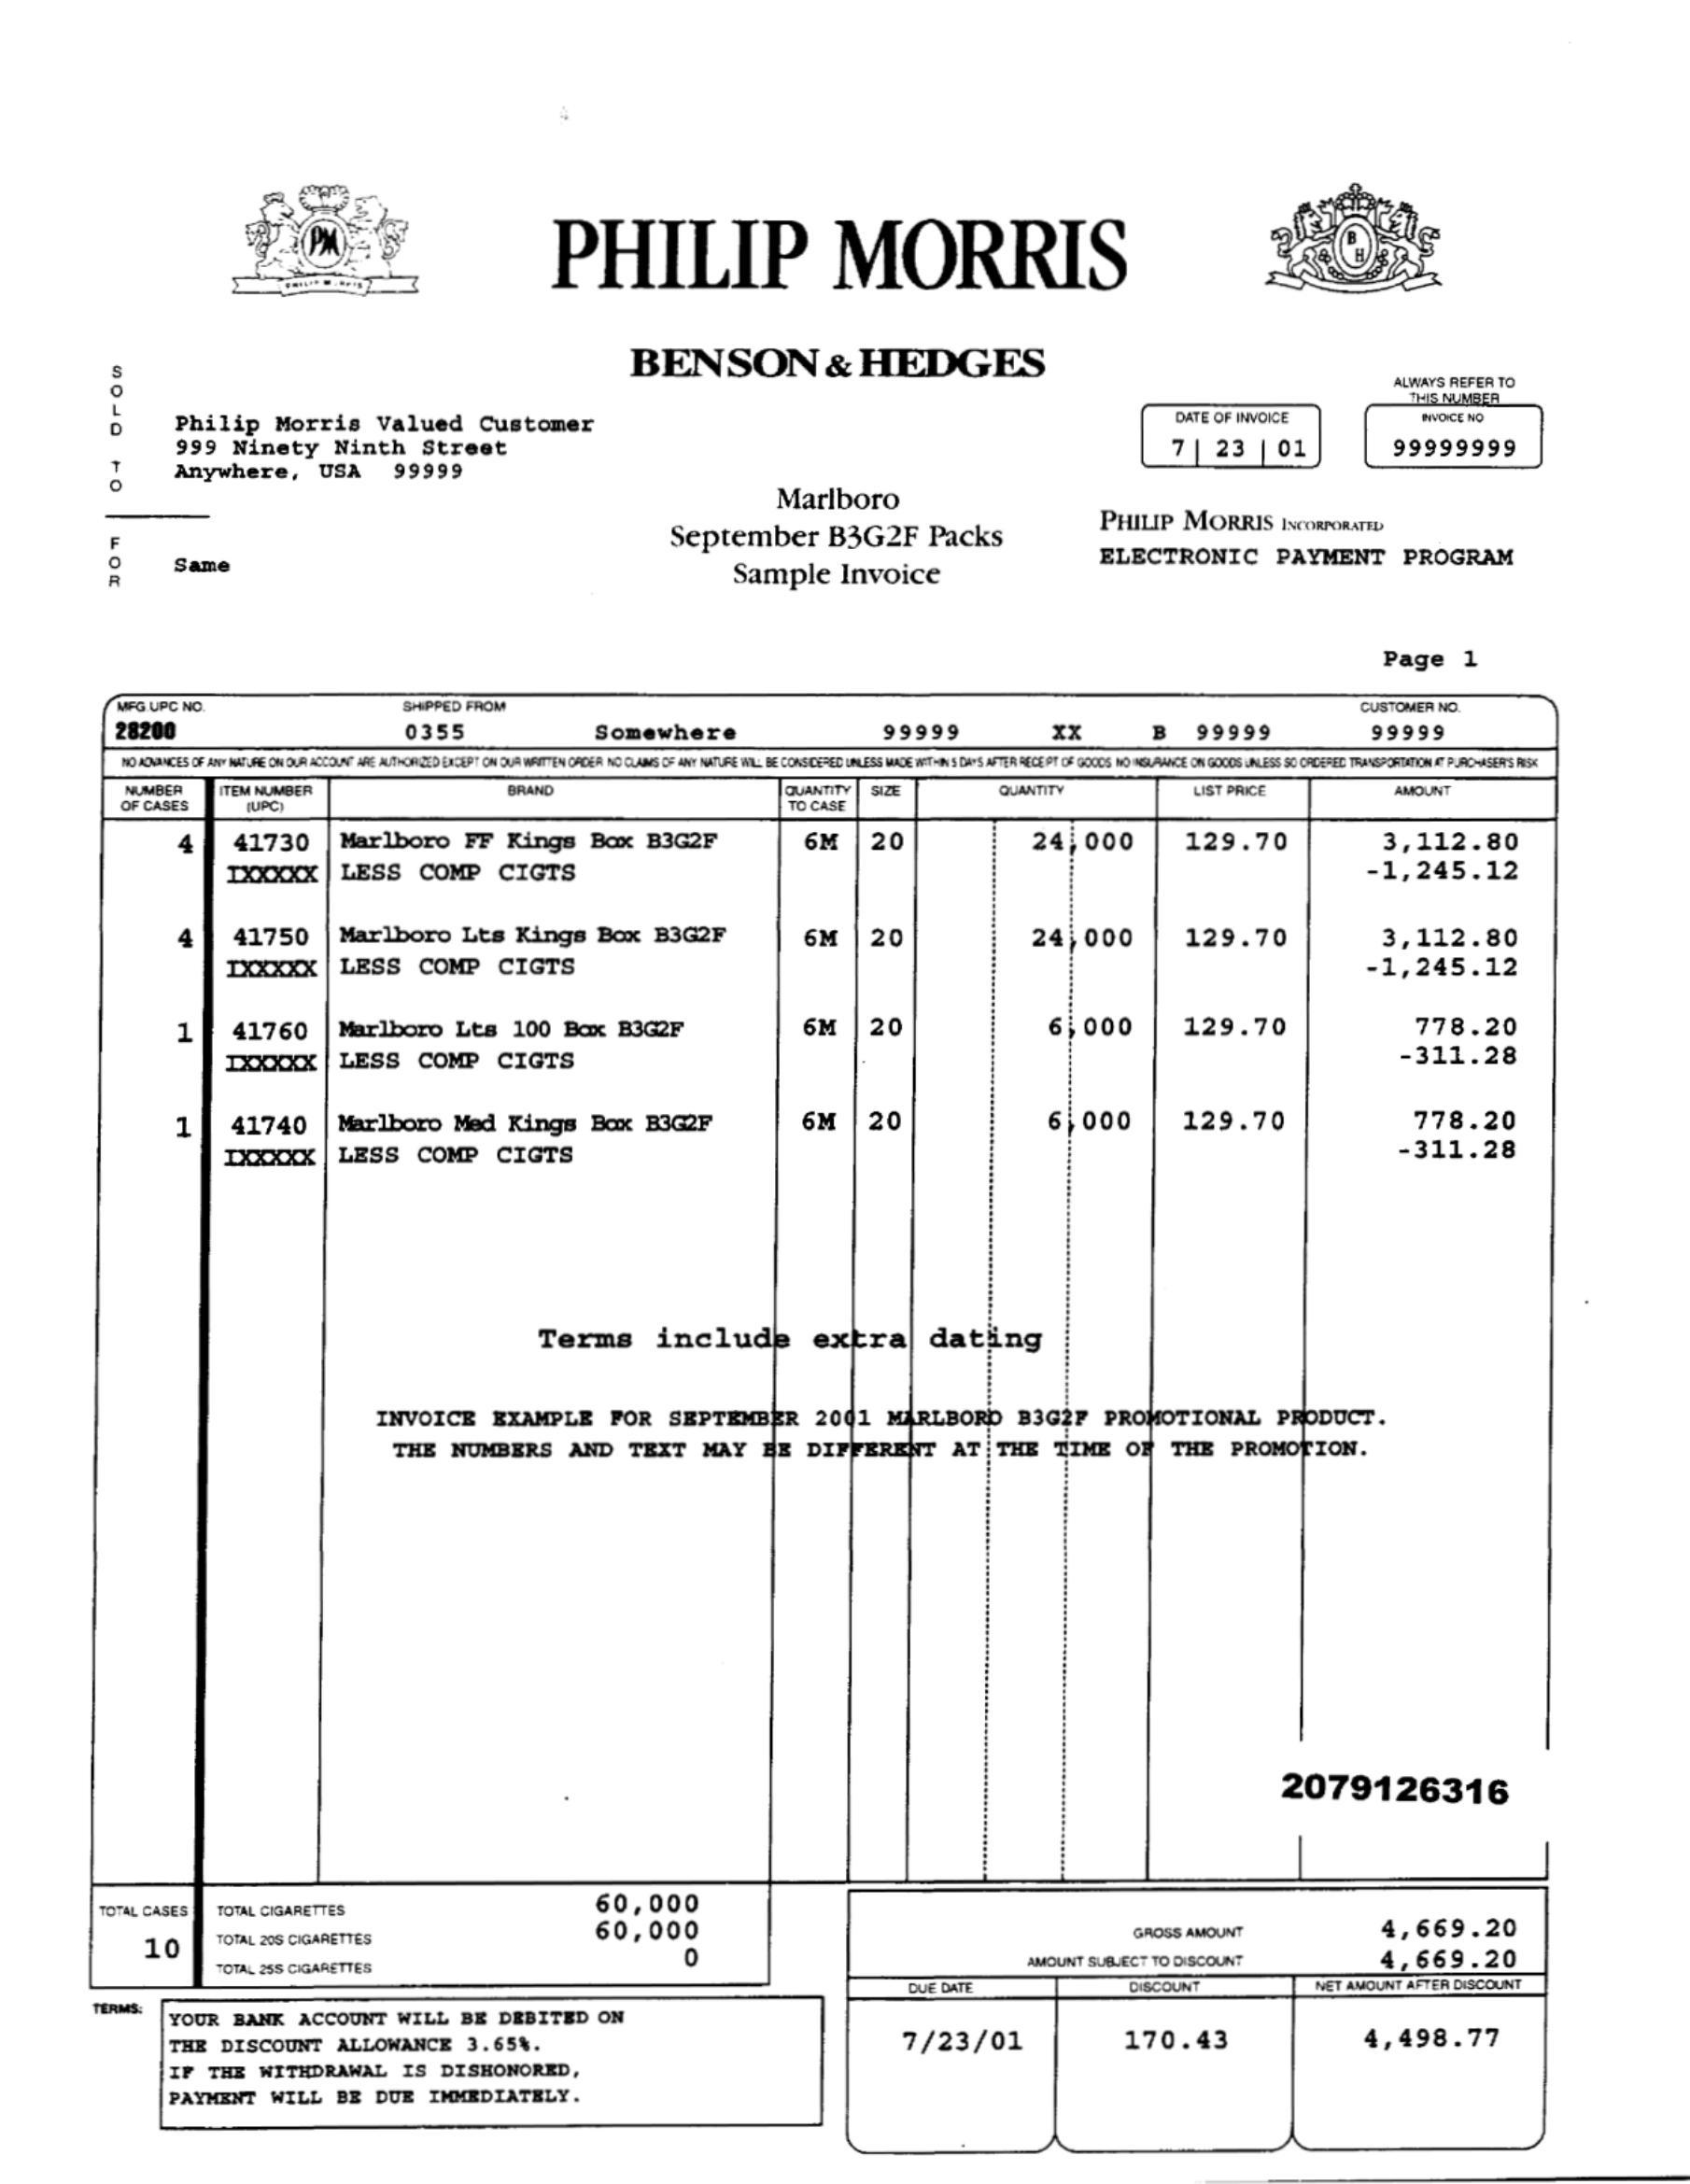 PM
PHILIP MORRIS
PHILIP MORRIS
B H
BENSON & HEDGES
SOLD TO
Philip Morris Valued Customer
999 Ninety Ninth Street
Anywhere, USA 99999
FOR
Same
Marlboro
September B3G2F Packs
Sample Invoice
ALWAYS REFER TO
THIS NUMBER
DATE OF INVOICE
7 | 23 | 01
INVOICE NO
99999999
PHILIP MORRIS INCORPORATED
ELECTRONIC PAYMENT PROGRAM
Page 1
MFG UPC NO. SHIPPED FROM CUSTOMER NO.
28200 0355 Somewhere 99999 XX B 99999 99999
NO ADVANCES OF ANY NATURE ON OUR ACCOUNT ARE AUTHORIZED EXCEPT ON OUR WRITTEN ORDER NO CLAIMS OF ANY NATURE WILL BE CONSIDERED UNLESS MADE WITHIN 5 DAYS AFTER RECEIPT OF GOODS NO INSURANCE ON GOODS UNLESS SO ORDERED TRANSPORTATION AT PURCHASER'S RISK
NUMBER OF CASES ITEM NUMBER (UPC) BRAND QUANTITY TO CASE SIZE QUANTITY LIST PRICE AMOUNT
4 41730 Marlboro FF Kings Box B3G2F 6M 20 24,000 129.70 3,112.80
IXXXXX LESS COMP CIGTS -1,245.12
4 41750 Marlboro Lts Kings Box B3G2F 6M 20 24,000 129.70 3,112.80
IXXXXX LESS COMP CIGTS -1,245.12
1 41760 Marlboro Lts 100 Box B3G2F 6M 20 6,000 129.70 778.20
IXXXXX LESS COMP CIGTS -311.28
1 41740 Marlboro Med Kings Box B3G2F 6M 20 6,000 129.70 778.20
IXXXXX LESS COMP CIGTS -311.28
Terms include extra dating
INVOICE EXAMPLE FOR SEPTEMBER 2001 MARLBORO B3G2F PROMOTIONAL PRODUCT.
THE NUMBERS AND TEXT MAY BE DIFFERENT AT THE TIME OF THE PROMOTION.
2079126316
TOTAL CASES
10
TOTAL CIGARETTES 60,000
TOTAL 20S CIGARETTES 60,000
TOTAL 25S CIGARETTES 0
GROSS AMOUNT 4,669.20
AMOUNT SUBJECT TO DISCOUNT 4,669.20
DUE DATE DISCOUNT NET AMOUNT AFTER DISCOUNT
7/23/01 170.43 4,498.77
TERMS:
YOUR BANK ACCOUNT WILL BE DEBITED ON
THE DISCOUNT ALLOWANCE 3.65%.
IF THE WITHDRAWAL IS DISHONORED,
PAYMENT WILL BE DUE IMMEDIATELY.